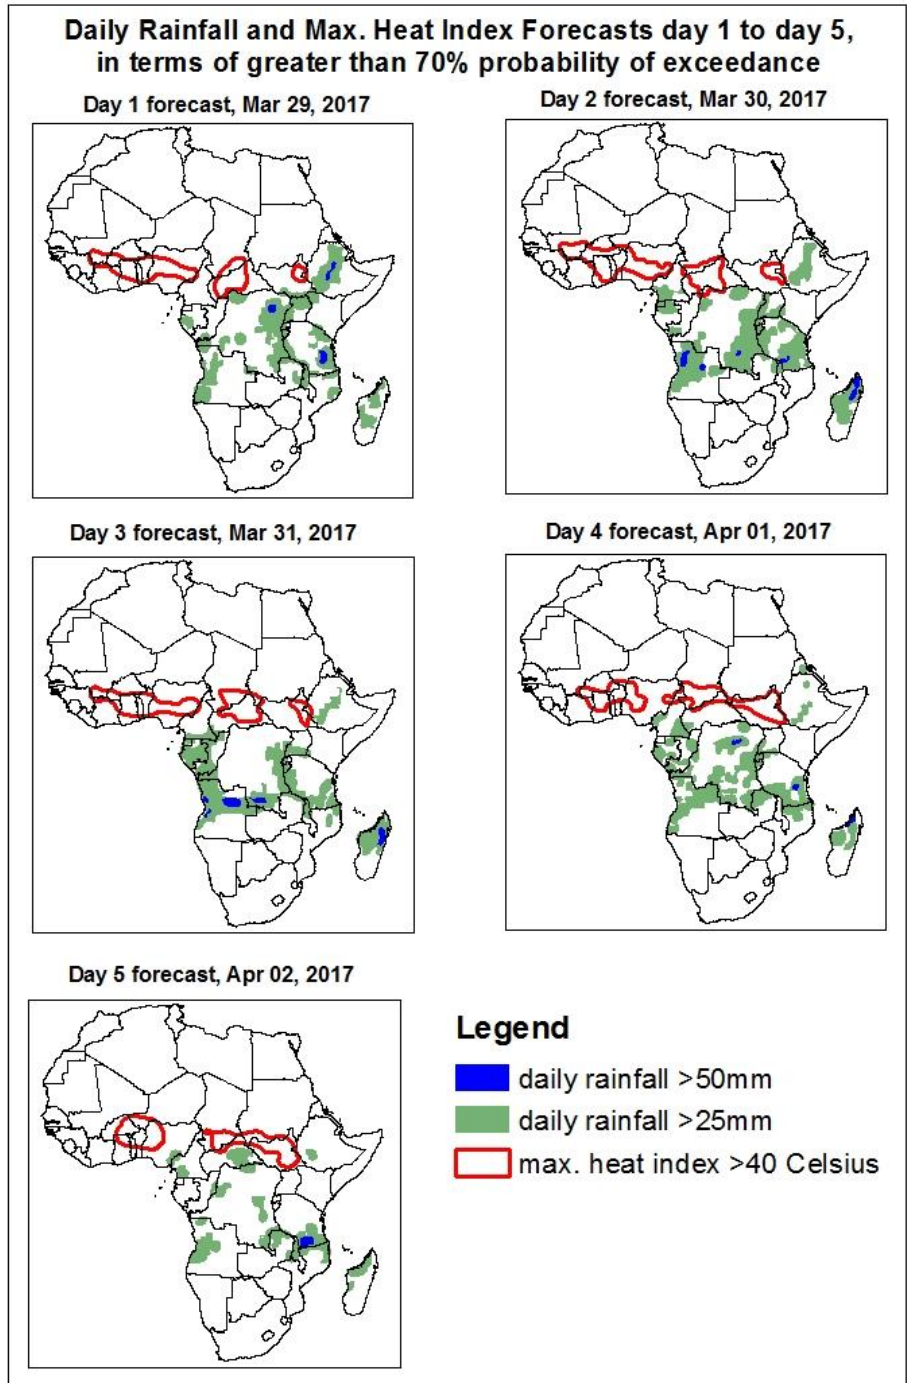 Daily Rainfall and Max. Heat Index Forecasts day 1 to day 5,
in terms of greater than 70% probability of exceedance
Day 1 forecast, Mar 29, 2017
Day 2 forecast, Mar 30, 2017
Day 3 forecast, Mar 31, 2017
Day 4 forecast, Apr 01, 2017
Day 5 forecast, Apr 02, 2017
Legend
daily rainfall >50mm
daily rainfall >25mm
max. heat index >40 Celsius